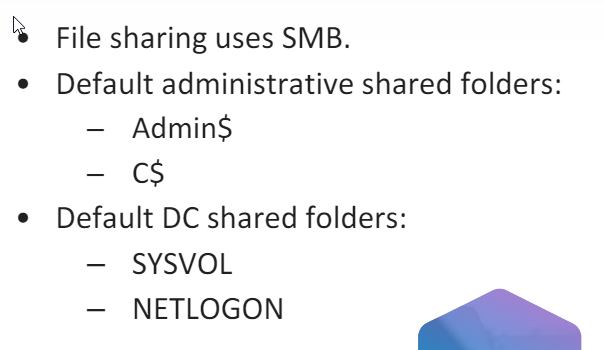 • File sharing uses SMB.
• Default administrative shared folders:
– Admin$
– C$
• Default DC shared folders:
– SYSVOL
– NETLOGON